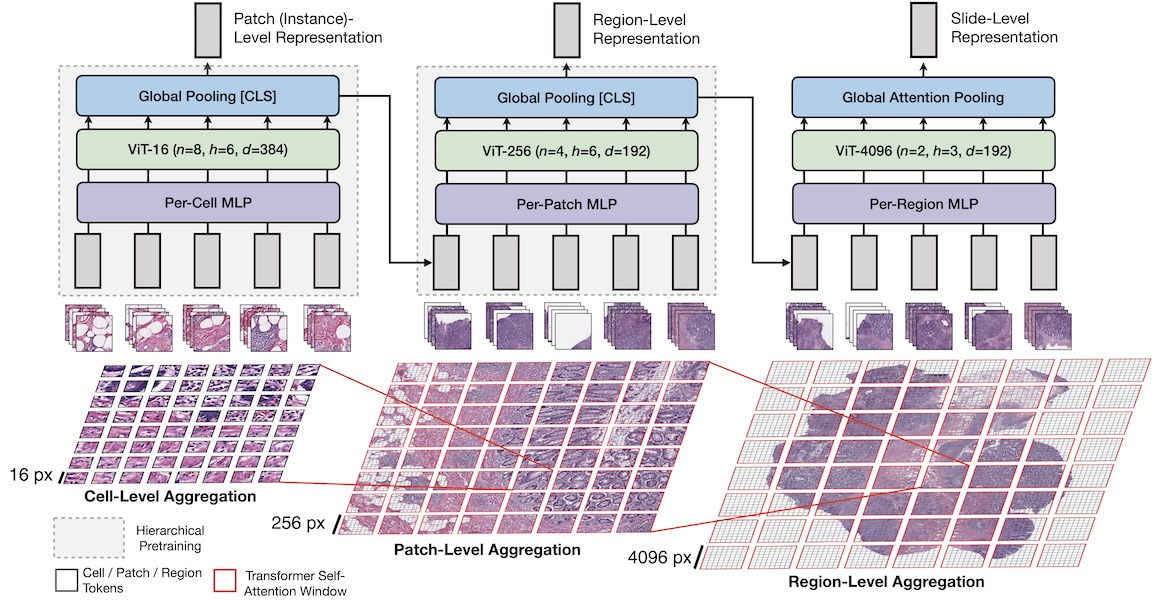 Patch (Instance)-
Level Representation
Region-Level
Representation
Slide-Level
Representation
Global Pooling [CLS]
Global Pooling [CLS]
Global Attention Pooling
ViT-16 (n=8, h=6, d=384)
ViT-256 (n=4, h=6, d=192)
ViT-4096 (n=2, h=3, d=192)
Per-Cell MLP
Per-Patch MLP
Per-Region MLP
16 px
Cell-Level Aggregation
256 px
Patch-Level Aggregation
4096 px
Region-Level Aggregation
Hierarchical
Pretraining
Cell / Patch / Region
Tokens
Transformer Self-
Attention Window